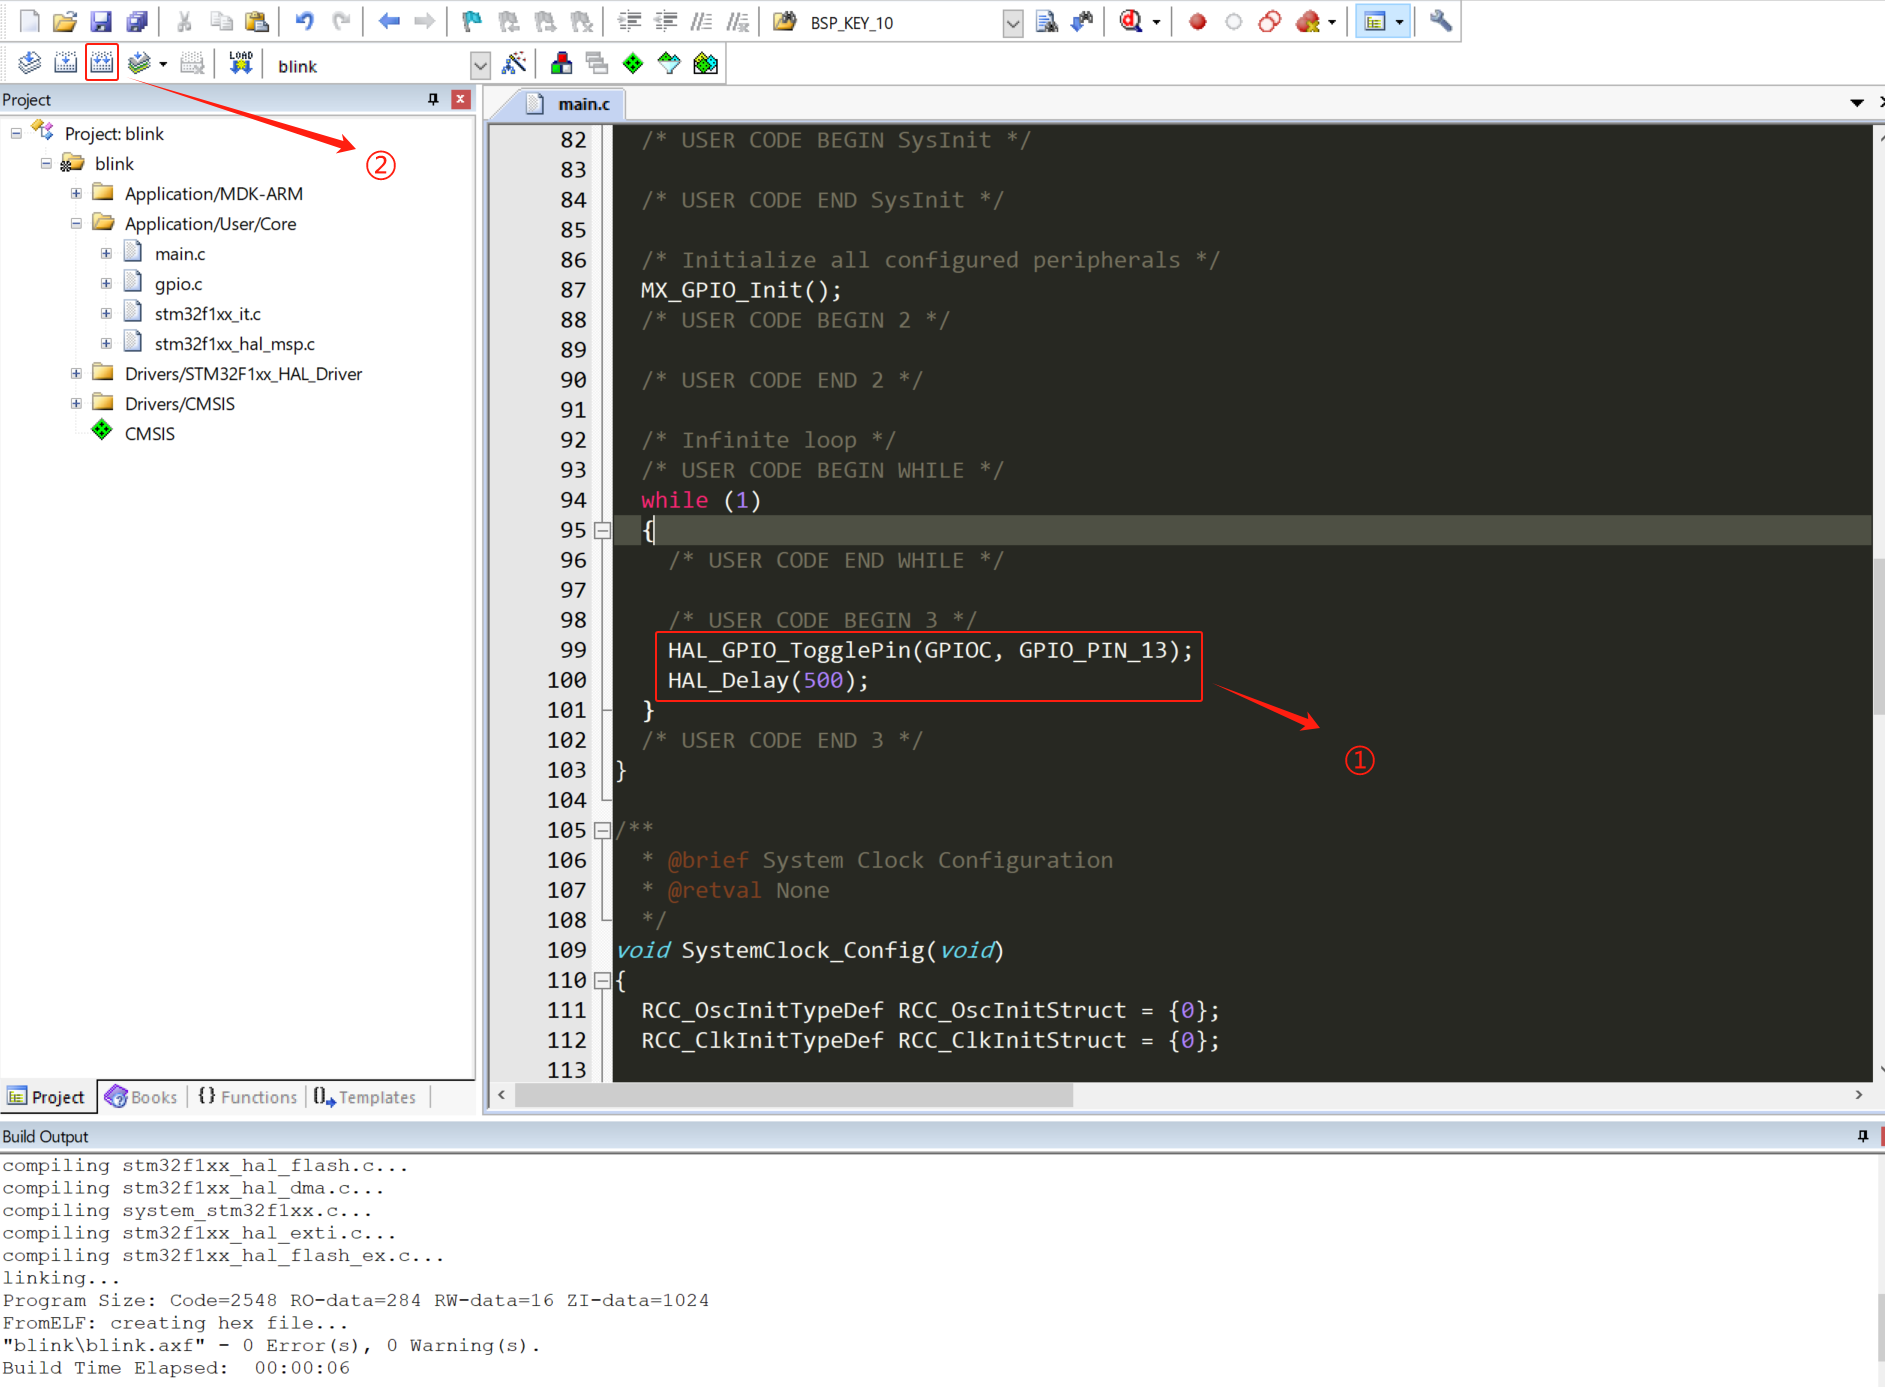 BSP_KEY_10
LOAD
blink
Project
main.c
②
Project: blink
blink
Application/MDK-ARM
Application/User/Core
main.c
gpio.c
stm32f1xx_it.c
stm32f1xx_hal_msp.c
Drivers/STM32F1xx_HAL_Driver
Drivers/CMSIS
CMSIS
82 /* USER CODE BEGIN SysInit */
83
84 /* USER CODE END SysInit */
85
86 /* Initialize all configured peripherals */
87 MX_GPIO_Init();
88 /* USER CODE BEGIN 2 */
89
90 /* USER CODE END 2 */
91
92 /* Infinite loop */
93 /* USER CODE BEGIN WHILE */
94 while (1)
95 {
96 /* USER CODE END WHILE */
97
98 /* USER CODE BEGIN 3 */
99 HAL_GPIO_TogglePin(GPIOC, GPIO_PIN_13);
100 HAL_Delay(500);
101 }
102 /* USER CODE END 3 */
103 }
104
105 /**
106 * @brief System Clock Configuration
107 * @retval None
108 */
109 void SystemClock_Config(void)
110 {
111 RCC_OscInitTypeDef RCC_OscInitStruct = {0};
112 RCC_ClkInitTypeDef RCC_ClkInitStruct = {0};
113
①
Project Books {} Functions Templates
Build Output
compiling stm32f1xx_hal_flash.c...
compiling stm32f1xx_hal_dma.c...
compiling system_stm32f1xx.c...
compiling stm32f1xx_hal_exti.c...
compiling stm32f1xx_hal_flash_ex.c...
linking...
Program Size: Code=2548 RO-data=284 RW-data=16 ZI-data=1024
FromELF: creating hex file...
"blink\blink.axf" - 0 Error(s), 0 Warning(s).
Build Time Elapsed:  00:00:06